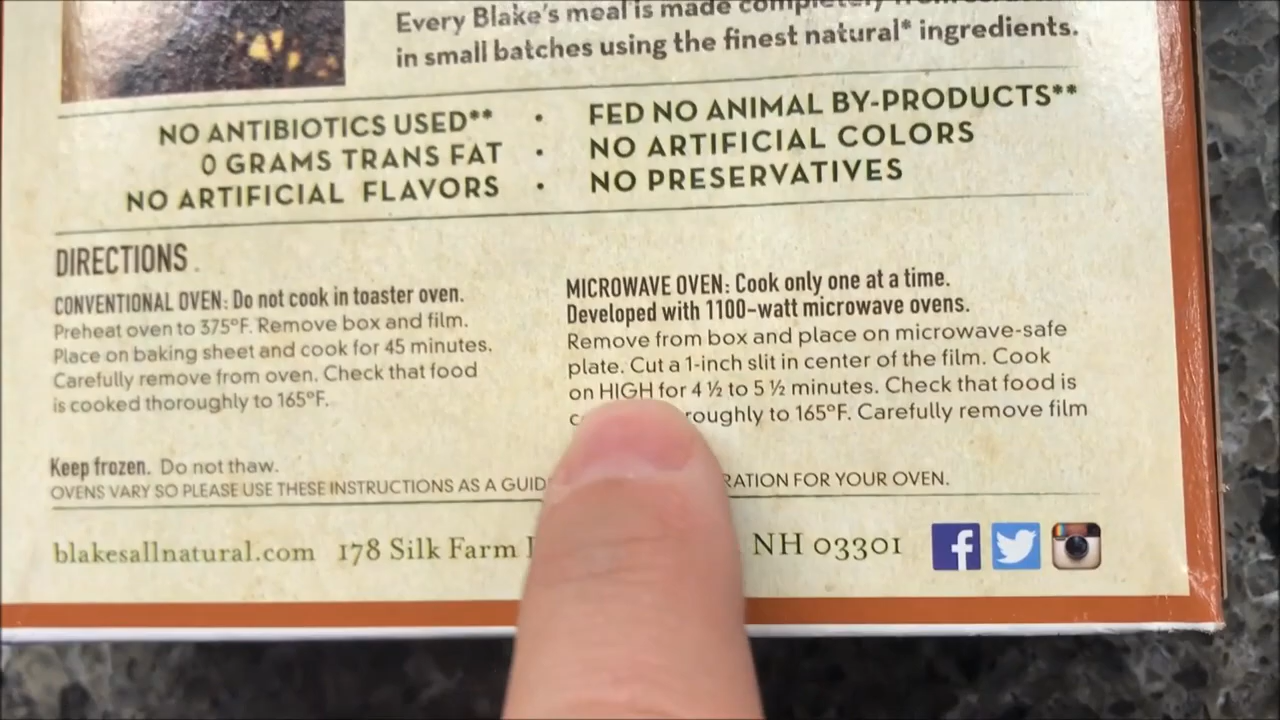 Every Blake's meal is made completely from
in small batches using the finest natural* ingredients.
NO ANTIBIOTICS USED** • FED NO ANIMAL BY-PRODUCTS**
0 GRAMS TRANS FAT • NO ARTIFICIAL COLORS
NO ARTIFICIAL FLAVORS • NO PRESERVATIVES
DIRECTIONS
CONVENTIONAL OVEN: Do not cook in toaster oven.
Preheat oven to 375°F. Remove box and film.
Place on baking sheet and cook for 45 minutes.
Carefully remove from oven. Check that food
is cooked thoroughly to 165°F.
MICROWAVE OVEN: Cook only one at a time.
Developed with 1100-watt microwave ovens.
Remove from box and place on microwave-safe
plate. Cut a 1-inch slit in center of the film. Cook
on HIGH for 4 ½ to 5 ½ minutes. Check that food is
roughly to 165°F. Carefully remove film
Keep frozen. Do not thaw.
OVENS VARY SO PLEASE USE THESE INSTRUCTIONS AS A GUID RATION FOR YOUR OVEN.
blakesallnatural.com 178 Silk Farm NH 03301